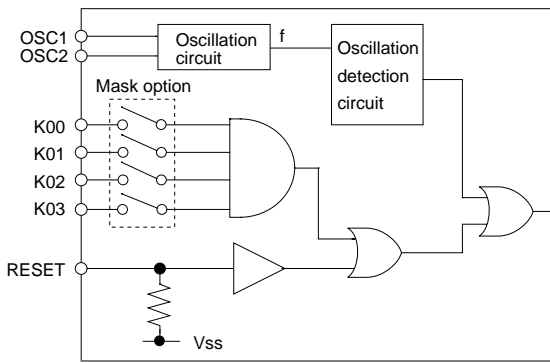 OSC1
OSC2
Oscillation
circuit
f
Oscillation
detection
circuit
Mask option
K00
K01
K02
K03
RESET
Vss